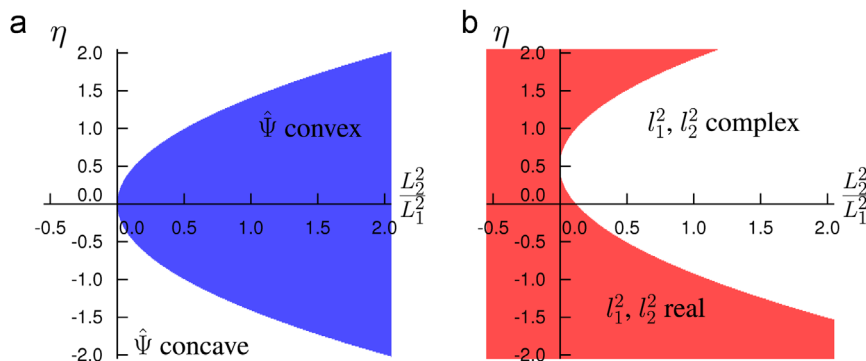 a
η
2.0
1.5
1.0
0.5
0.0
-0.5
-1.0
-1.5
-2.0
-0.5 0.0 0.5 1.0 1.5 2.0
L₂²/L₁²
Ψ̂ convex
Ψ̂ concave
b
η
2.0
1.5
1.0
0.5
0.0
-0.5
-1.0
-1.5
-2.0
-0.5 0.0 0.5 1.0 1.5 2.0
L₂²/L₁²
l₁², l₂² complex
l₁², l₂² real